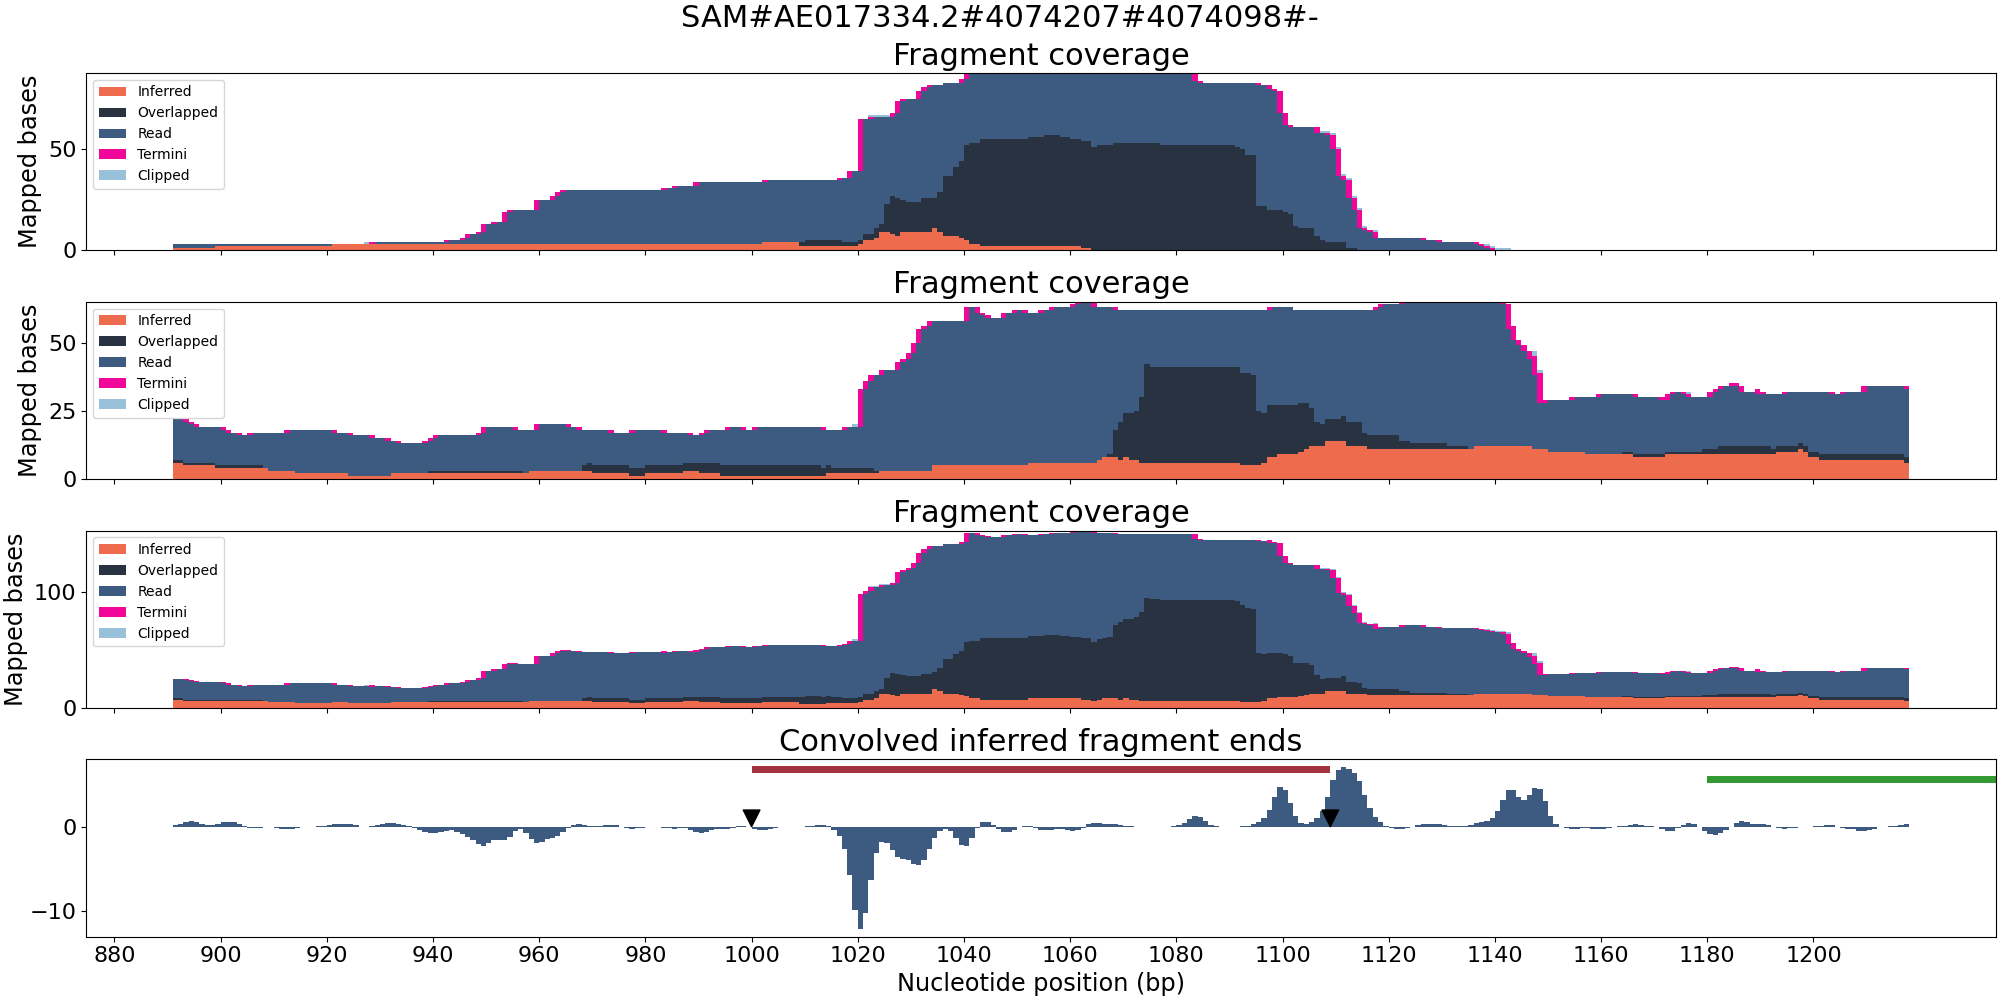 SAM#AE017334.2#4074207#4074098#-
Fragment coverage
Mapped bases
50
0
Inferred
Overlapped
Read
Termini
Clipped
Fragment coverage
Mapped bases
50
25
0
Inferred
Overlapped
Read
Termini
Clipped
Fragment coverage
Mapped bases
100
0
Inferred
Overlapped
Read
Termini
Clipped
Convolved inferred fragment ends
0
−10
880 900 920 940 960 980 1000 1020 1040 1060 1080 1100 1120 1140 1160 1180 1200
Nucleotide position (bp)